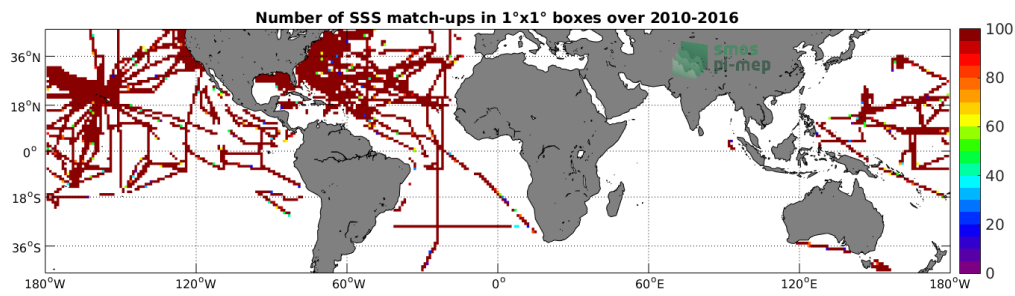 Number of SSS match-ups in 1°x1° boxes over 2010-2016
smos
pi-mep
36°N
18°N
0°
18°S
36°S
180°W
120°W
60°W
0°
60°E
120°E
180°W
100
80
60
40
20
0